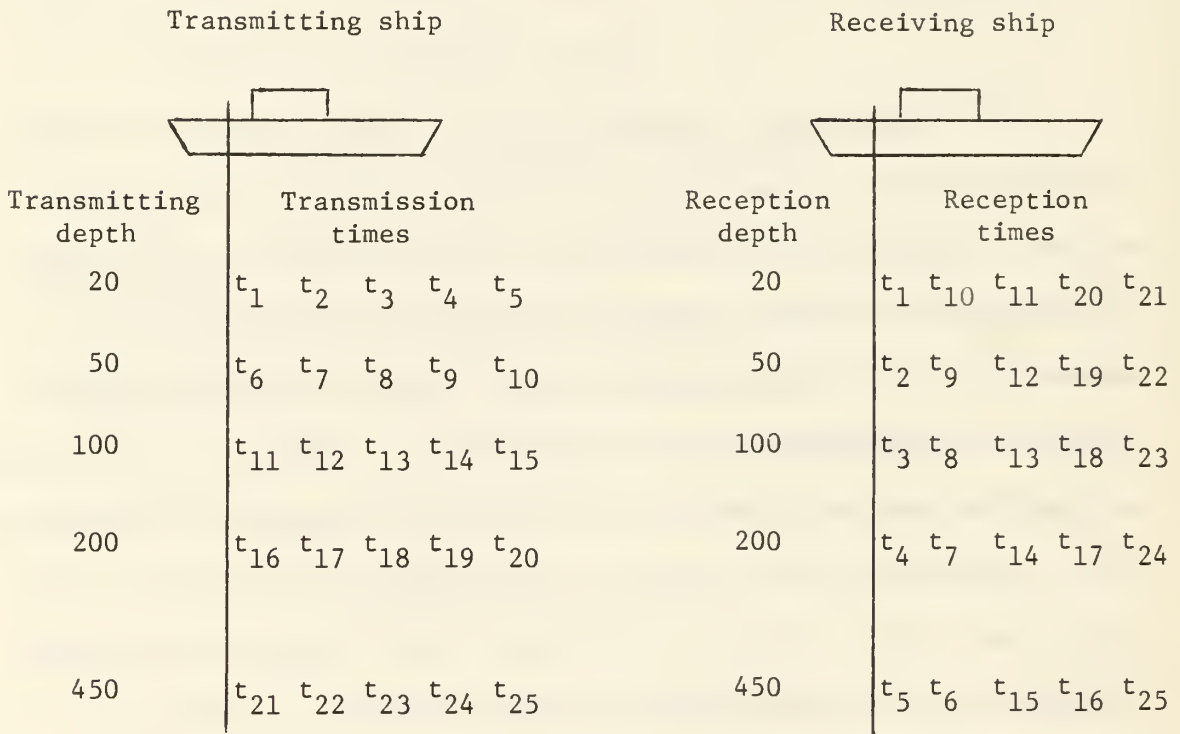 Transmitting ship Receiving ship
Transmitting depth Transmission times Reception depth Reception times
20 t₁ t₂ t₃ t₄ t₅ 20 t₁ t₁₀ t₁₁ t₂₀ t₂₁
50 t₆ t₇ t₈ t₉ t₁₀ 50 t₂ t₉ t₁₂ t₁₉ t₂₂
100 t₁₁ t₁₂ t₁₃ t₁₄ t₁₅ 100 t₃ t₈ t₁₃ t₁₈ t₂₃
200 t₁₆ t₁₇ t₁₈ t₁₉ t₂₀ 200 t₄ t₇ t₁₄ t₁₇ t₂₄
450 t₂₁ t₂₂ t₂₃ t₂₄ t₂₅ 450 t₅ t₆ t₁₅ t₁₆ t₂₅